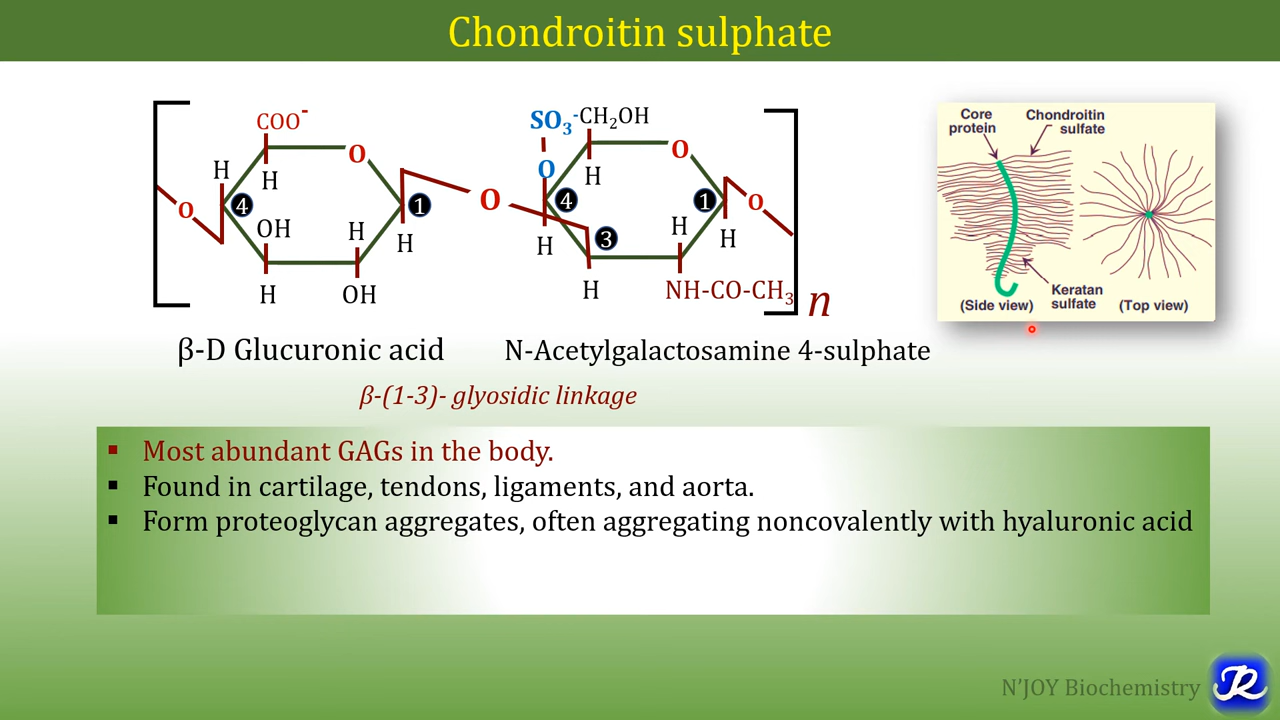 Chondroitin sulphate
COO⁻
H
H
O
O
4
OH
H
H
OH
1
H
O
SO₃⁻
O
CH₂OH
H
O
4
H
3
H
H
1
H
NH-CO-CH₃
O
n
β-D Glucuronic acid
N-Acetylgalactosamine 4-sulphate
β-(1-3)- glyosidic linkage
Core
protein
Chondroitin
sulfate
Keratan
sulfate
(Side view)
(Top view)
▪ Most abundant GAGs in the body.
▪ Found in cartilage, tendons, ligaments, and aorta.
▪ Form proteoglycan aggregates, often aggregating noncovalently with hyaluronic acid
N'JOY Biochemistry
JR